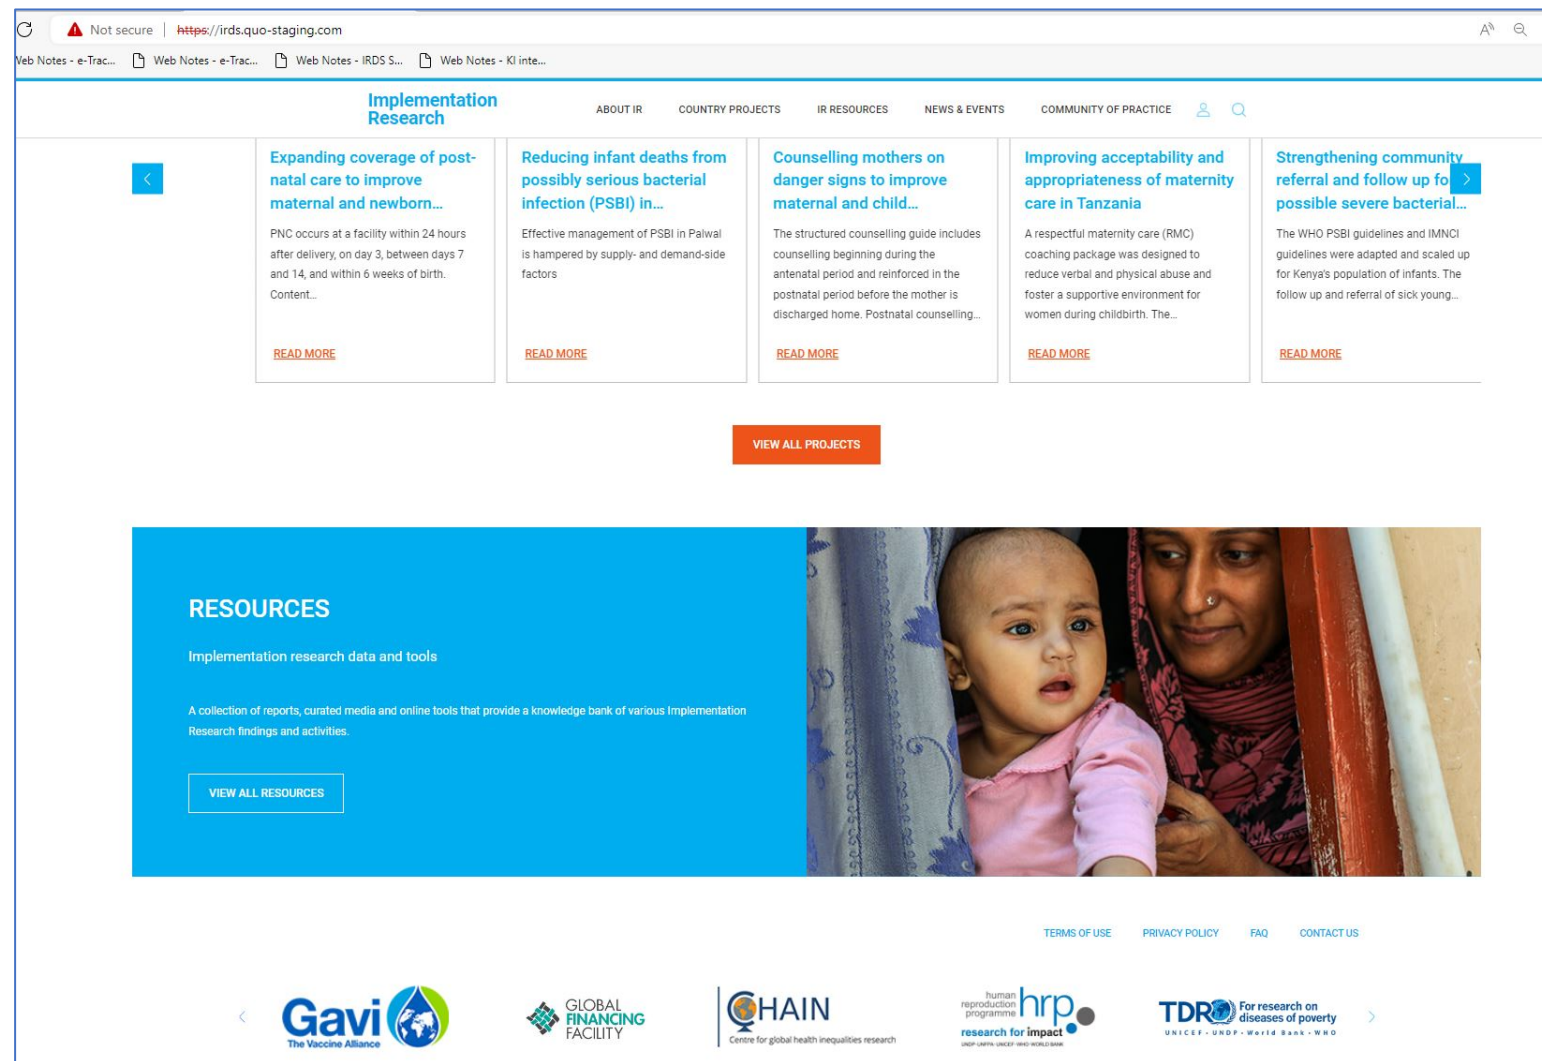 Not secure
https://irds.quo-staging.com
Web Notes - e-Trac...
Web Notes - e-Trac...
Web Notes - IRDS S...
Web Notes - KI inte...
Implementation
Research
ABOUT IR
COUNTRY PROJECTS
IR RESOURCES
NEWS & EVENTS
COMMUNITY OF PRACTICE
Expanding coverage of post-
natal care to improve
maternal and newborn...
PNC occurs at a facility within 24 hours
after delivery, on day 3, between days 7
and 14, and within 6 weeks of birth.
Content...
READ MORE
Reducing infant deaths from
possibly serious bacterial
infection (PSBI) in...
Effective management of PSBI in Palwal
is hampered by supply- and demand-side
factors
READ MORE
Counselling mothers on
danger signs to improve
maternal and child...
The structured counselling guide includes
counselling beginning during the
antenatal period and reinforced in the
postnatal period before the mother is
discharged home. Postnatal counselling...
READ MORE
Improving acceptability and
appropriateness of maternity
care in Tanzania
A respectful maternity care (RMC)
coaching package was designed to
reduce verbal and physical abuse and
foster a supportive environment for
women during childbirth. The...
READ MORE
Strengthening community
referral and follow up fo
possible severe bacterial...
The WHO PSBI guidelines and IMNCI
guidelines were adapted and scaled up
for Kenya's population of infants. The
follow up and referral of sick young...
READ MORE
VIEW ALL PROJECTS
RESOURCES
Implementation research data and tools
A collection of reports, curated media and online tools that provide a knowledge bank of various Implementation
Research findings and activities.
VIEW ALL RESOURCES
TERMS OF USE
PRIVACY POLICY
FAQ
CONTACT US
Gavi
The Vaccine Alliance
GLOBAL
FINANCING
FACILITY
CHAIN
Centre for global health inequalities research
human
reproduction
programme
hrp
research for impact
UNDP·UNFPA·UNICEF·WHO·WORLD BANK
TDR
For research on
diseases of poverty
UNICEF · UNDP · World Bank · WHO